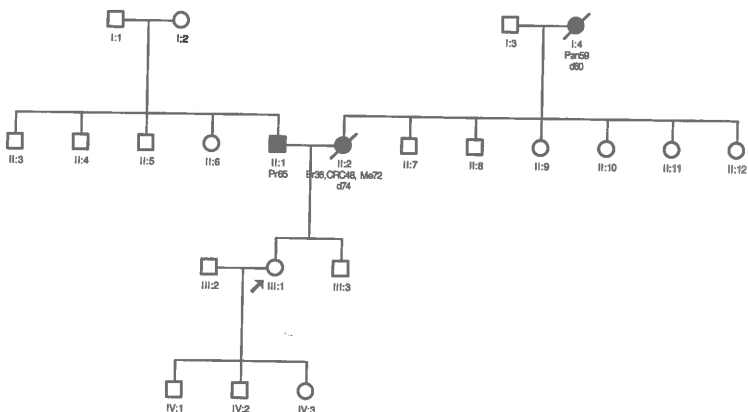 I:1
I:2
I:3
I:4
Pan59
d60
II:3
II:4
II:5
II:6
II:1
Pr65
II:2
Br36,CRC48, Me72
d74
II:7
II:8
II:9
II:10
II:11
II:12
III:2
III:1
III:3
IV:1
IV:2
IV:3